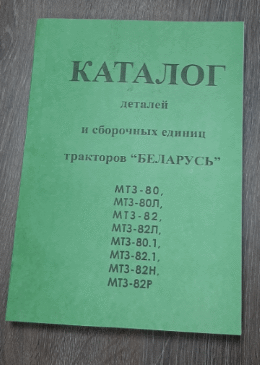 КАТАЛОГ
деталей
и сборочных единиц
тракторов "БЕЛАРУСЬ"
МТЗ-80,
МТЗ-80Л,
МТЗ-82,
МТЗ-82Л,
МТЗ-80.1,
МТЗ-82.1,
МТЗ-82Н,
МТЗ-82Р